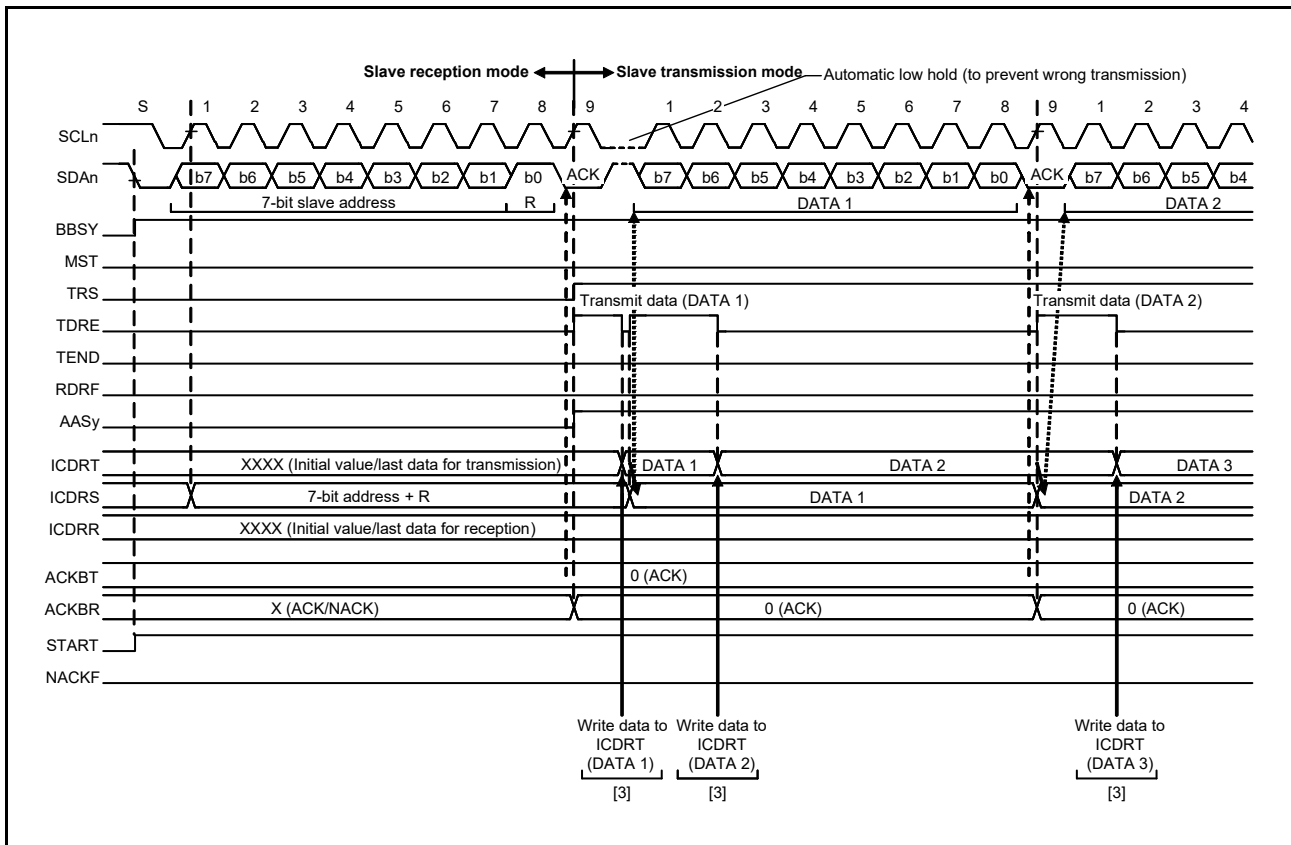 Slave reception mode Slave transmission mode Automatic low hold (to prevent wrong transmission)
S 1 2 3 4 5 6 7 8 9 1 2 3 4 5 6 7 8 9 1 2 3 4
SCLn
SDAn b7 b6 b5 b4 b3 b2 b1 b0 ACK b7 b6 b5 b4 b3 b2 b1 b0 ACK b7 b6 b5 b4
7-bit slave address R DATA 1 DATA 2
BBSY
MST
TRS
Transmit data (DATA 1) Transmit data (DATA 2)
TDRE
TEND
RDRF
AASy
ICDRT XXXX (Initial value/last data for transmission) DATA 1 DATA 2 DATA 3
ICDRS 7-bit address + R DATA 1 DATA 2
ICDRR XXXX (Initial value/last data for reception)
ACKBT 0 (ACK)
ACKBR X (ACK/NACK) 0 (ACK) 0 (ACK)
START
NACKF
Write data to Write data to Write data to
ICDRT ICDRT ICDRT
(DATA 1) (DATA 2) (DATA 3)
[3] [3] [3]